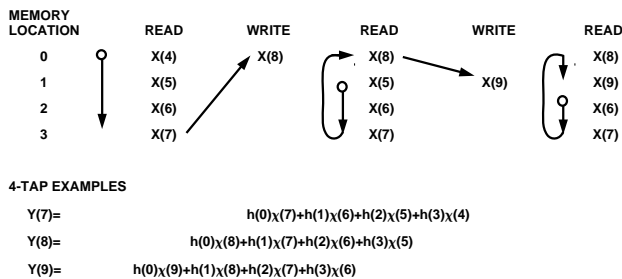 MEMORY
LOCATION READ WRITE READ WRITE READ
0 X(4) X(8) X(8) X(8)
1 X(5) X(5) X(9) X(9)
2 X(6) X(6) X(6)
3 X(7) X(7) X(7)
4-TAP EXAMPLES
Y(7)= h(0)χ(7)+h(1)χ(6)+h(2)χ(5)+h(3)χ(4)
Y(8)= h(0)χ(8)+h(1)χ(7)+h(2)χ(6)+h(3)χ(5)
Y(9)= h(0)χ(9)+h(1)χ(8)+h(2)χ(7)+h(3)χ(6)